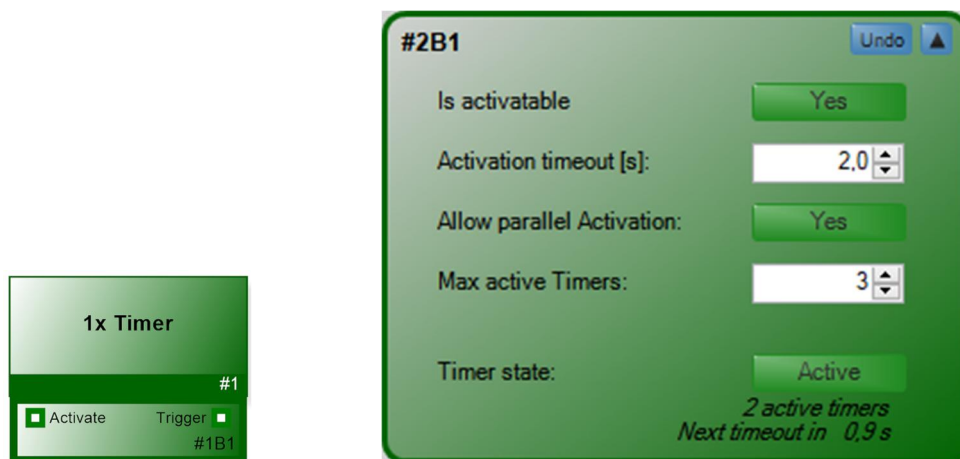 1x Timer
#1
Activate Trigger
#1B1
#2B1 Undo ▲
Is activatable Yes
Activation timeout [s]: 2,0
Allow parallel Activation: Yes
Max active Timers: 3
Timer state: Active
2 active timers
Next timeout in 0,9 s